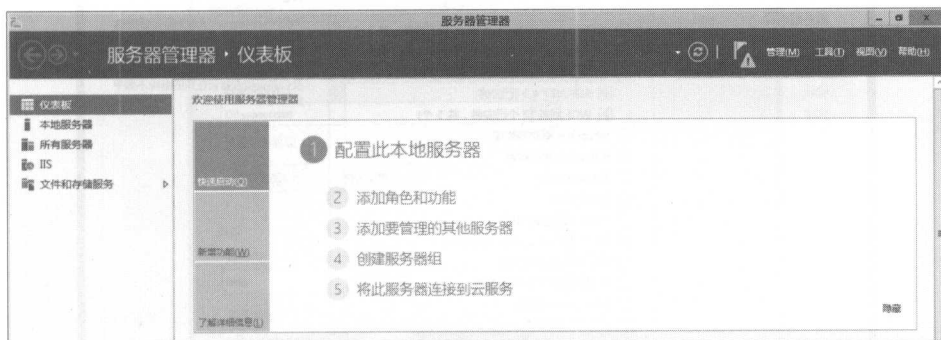 服务器管理器
服务器管理器 · 仪表板
管理(M) 工具(T) 视图(V) 帮助(H)
仪表板
本地服务器
所有服务器
IIS
文件和存储服务
欢迎使用服务器管理器
快速启动(Q)
新增功能(W)
了解详细信息(L)
1 配置此本地服务器
2 添加角色和功能
3 添加要管理的其他服务器
4 创建服务器组
5 将此服务器连接到云服务
隐藏